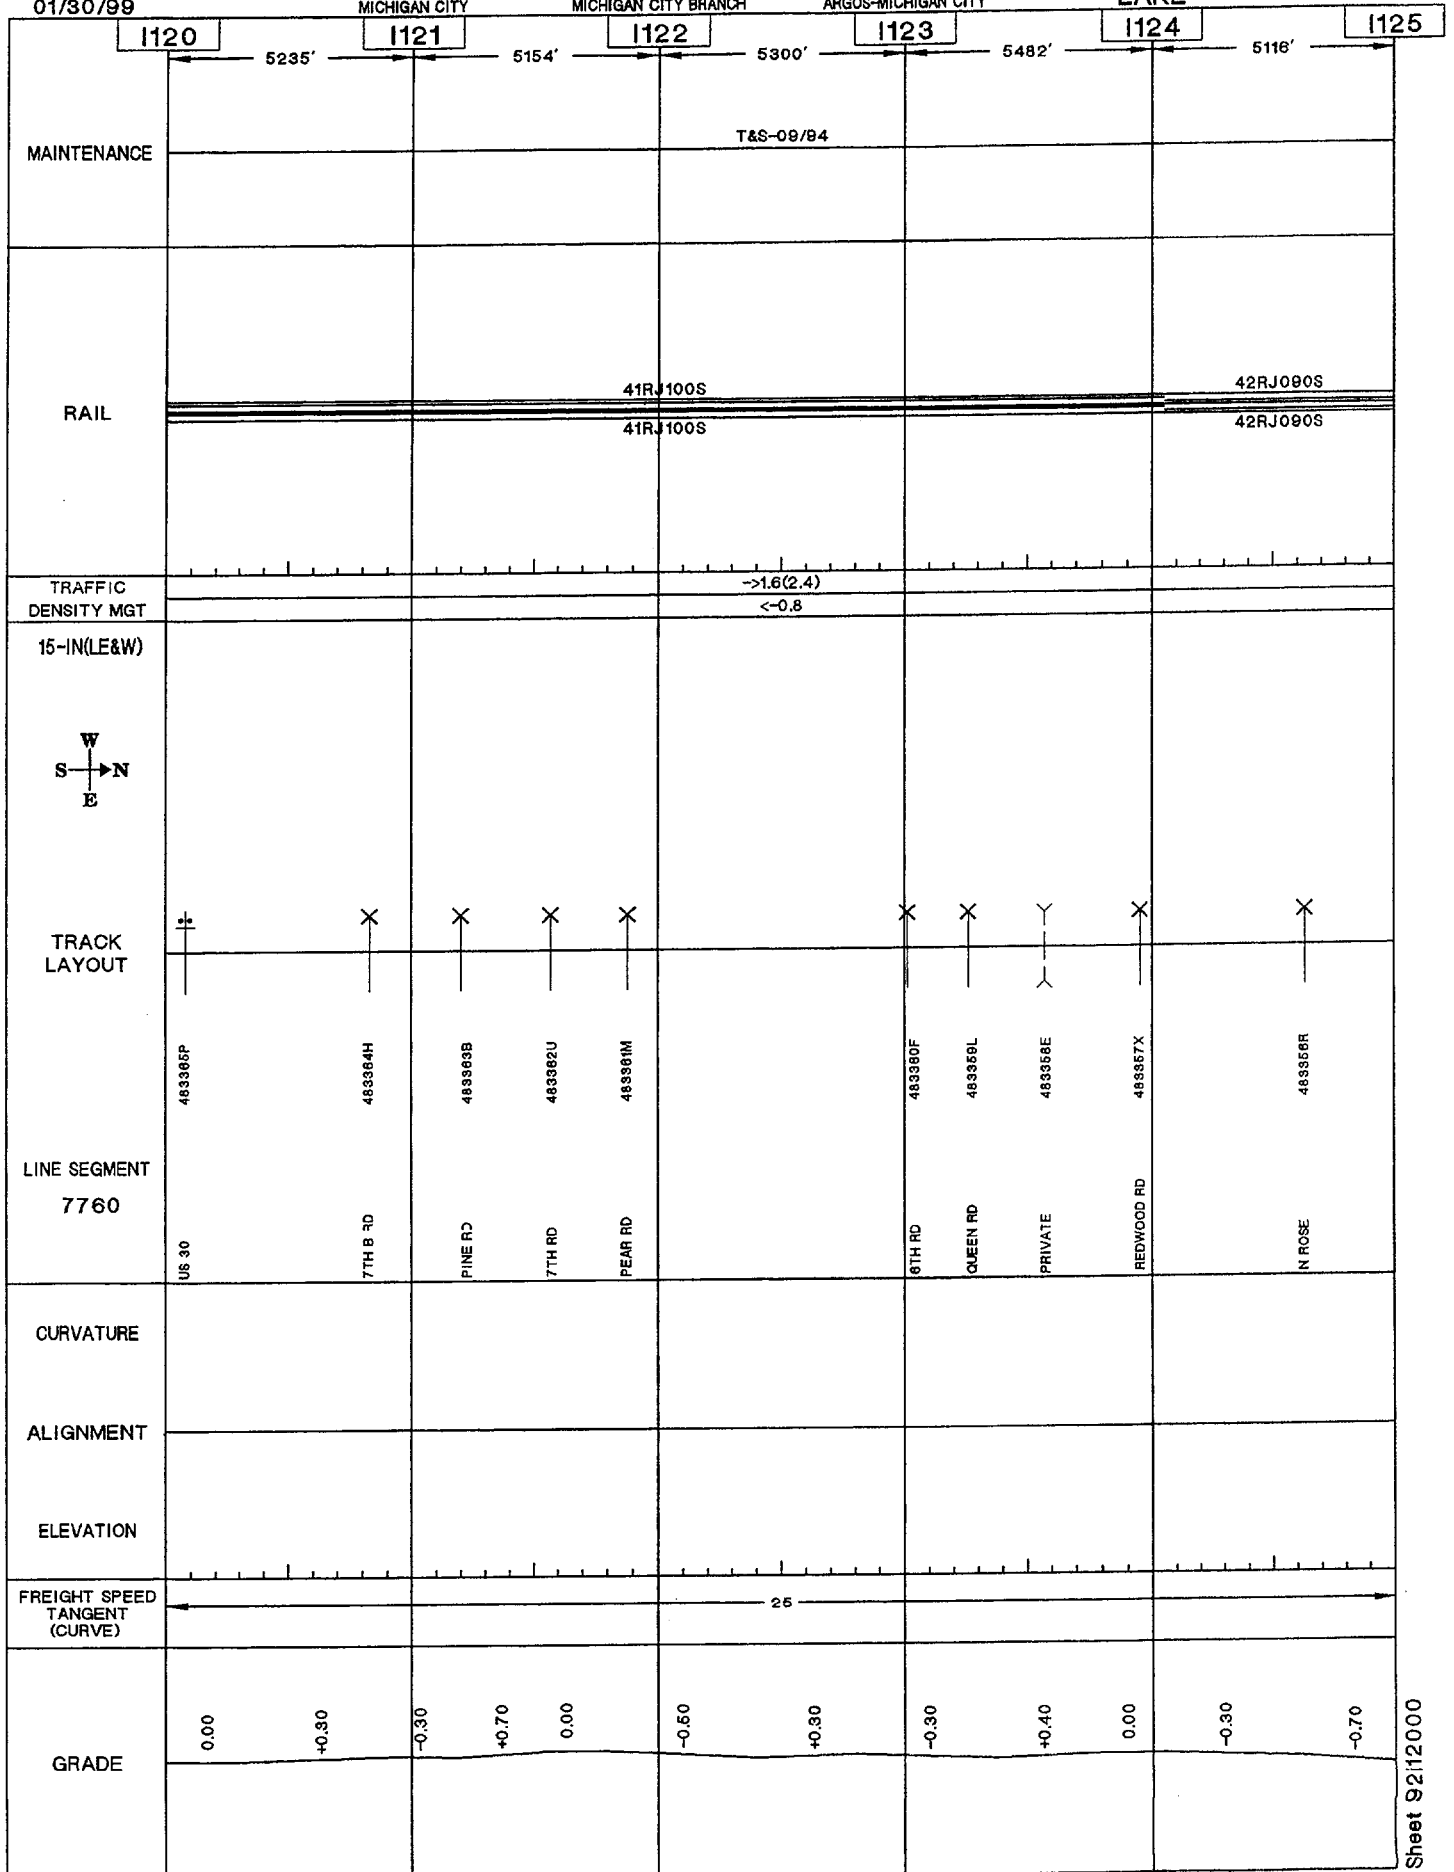 01/30/99 MICHIGAN CITY MICHIGAN CITY BRANCH ARGOS-MICHIGAN CITY LAKE
I120 I121 I122 I123 I124 I125
5235' 5154' 5300' 5482' 5116'
T&S-09/94
MAINTENANCE
41RJ100S 42RJ090S
RAIL
41RJ100S 42RJ090S
TRAFFIC
DENSITY MGT
->1.6(2.4)
<-0.8
15-IN(LE&W)
W
S N
E
TRACK
LAYOUT
483365P 483364H 483363B 483362U 483361M 483360F 483359L 483358E 483357X 483356R
LINE SEGMENT
7760
US 30 7TH B RD PINE RD 7TH RD PEAR RD 6TH RD QUEEN RD PRIVATE REDWOOD RD N ROSE
CURVATURE
ALIGNMENT
ELEVATION
FREIGHT SPEED
TANGENT
(CURVE)
25
0.00 +0.30 -0.30 +0.70 0.00 -0.50 +0.30 -0.30 +0.40 0.00 -0.30 -0.70
GRADE
Sheet 92I12000